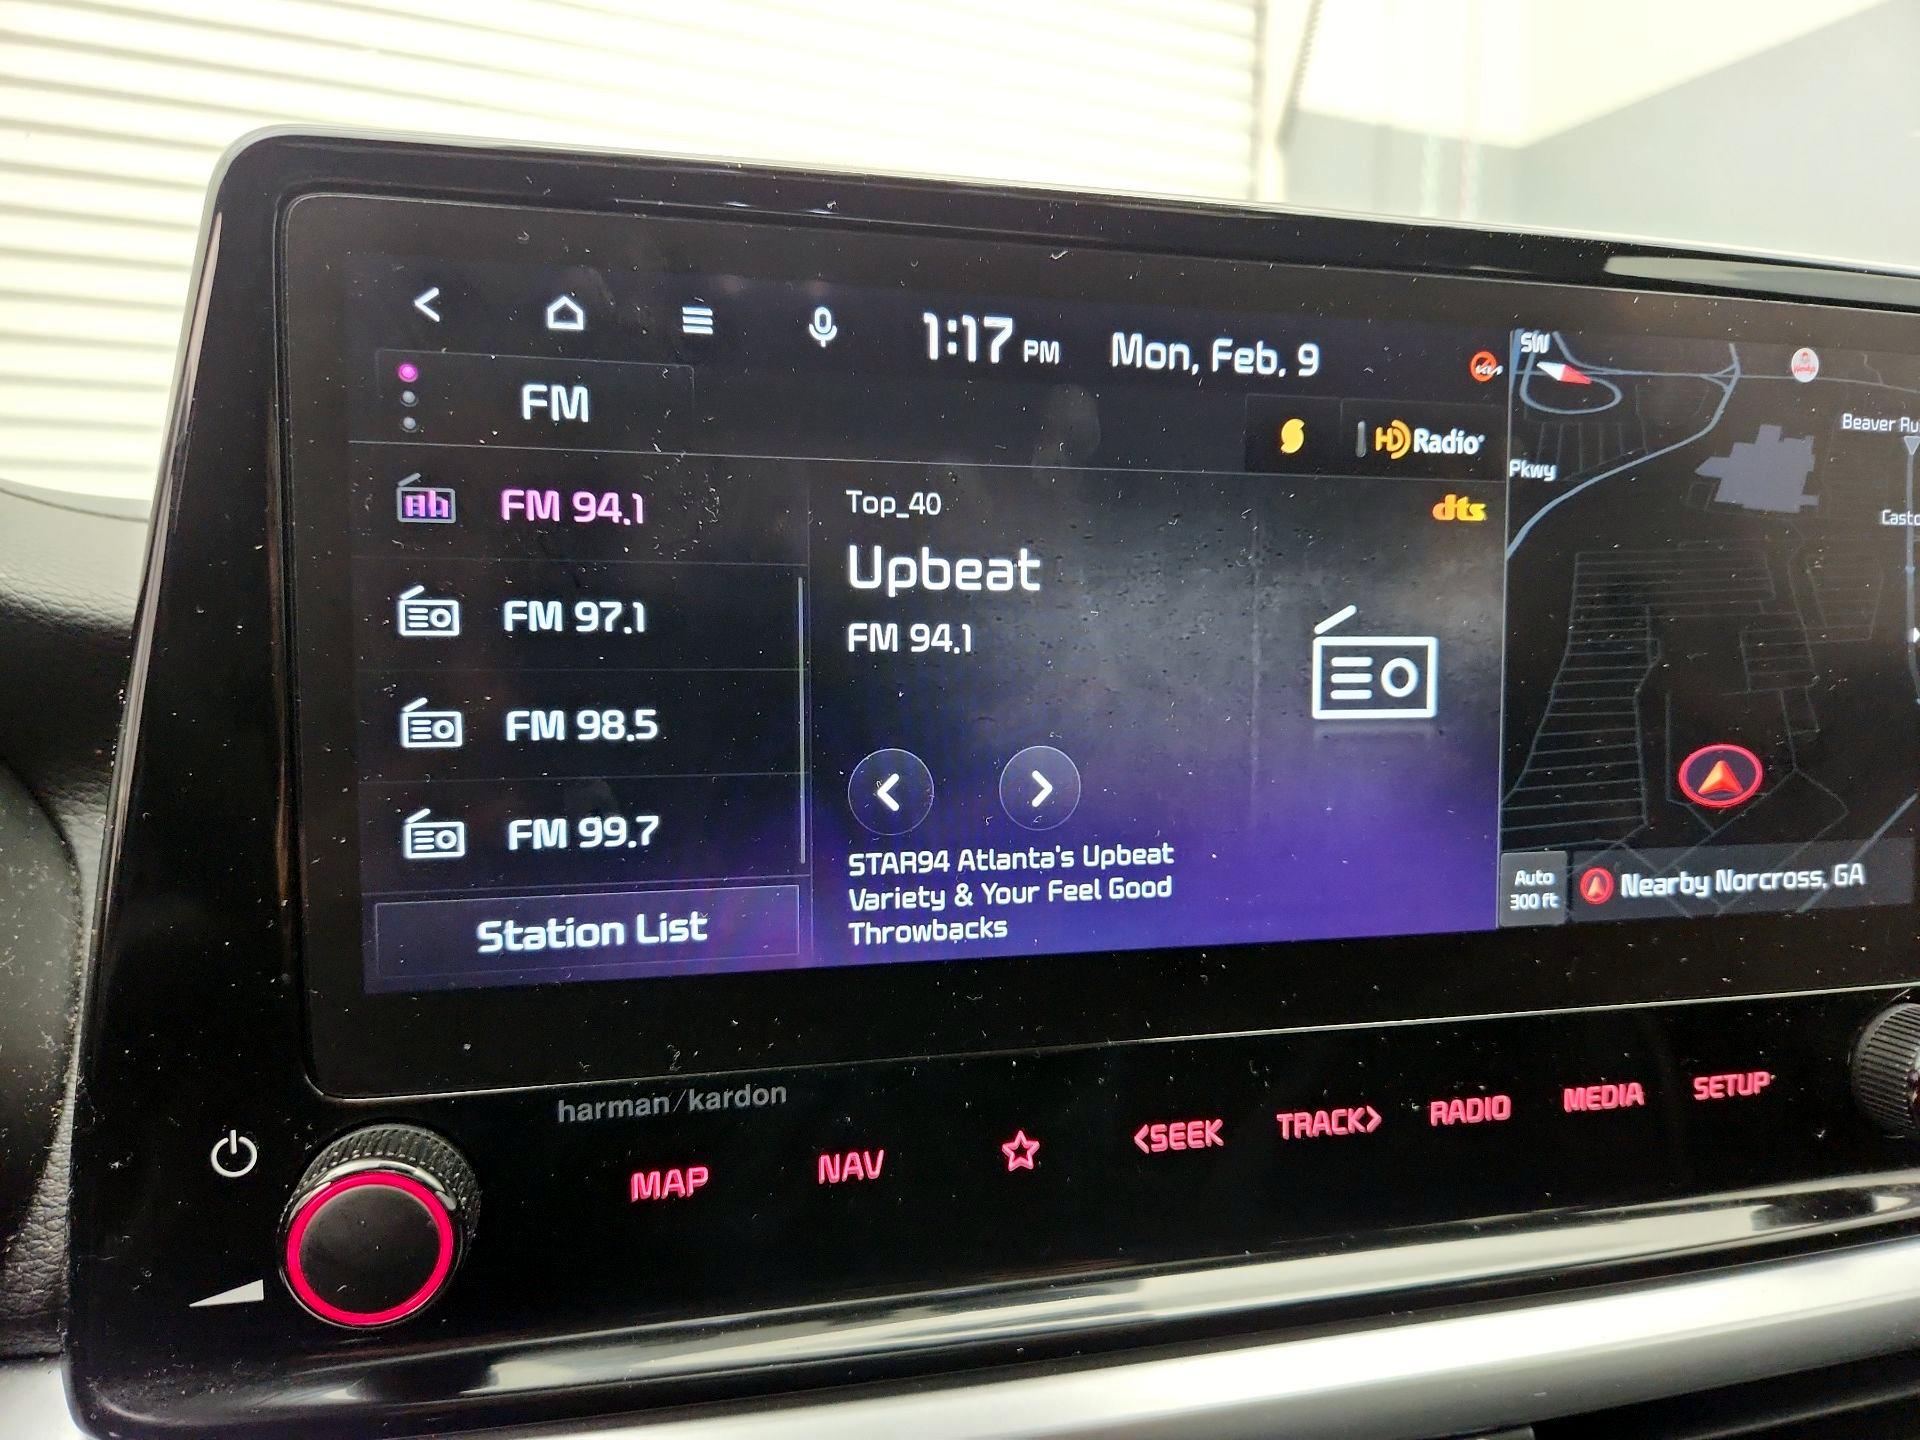 1:17 PM
Mon, Feb. 9
SW
FM
HD Radio
Beaver Ru
Pkwy
FM 94.1
Top_40
dts
Upbeat
FM 94.1
FM 97.1
FM 98.5
FM 99.7
STAR94 Atlanta's Upbeat
Variety & Your Feel Good
Throwbacks
Station List
Auto
300 ft
Nearby Norcross, GA
harman/kardon
MAP
NAV
<SEEK
TRACK>
RADIO
MEDIA
SETUP